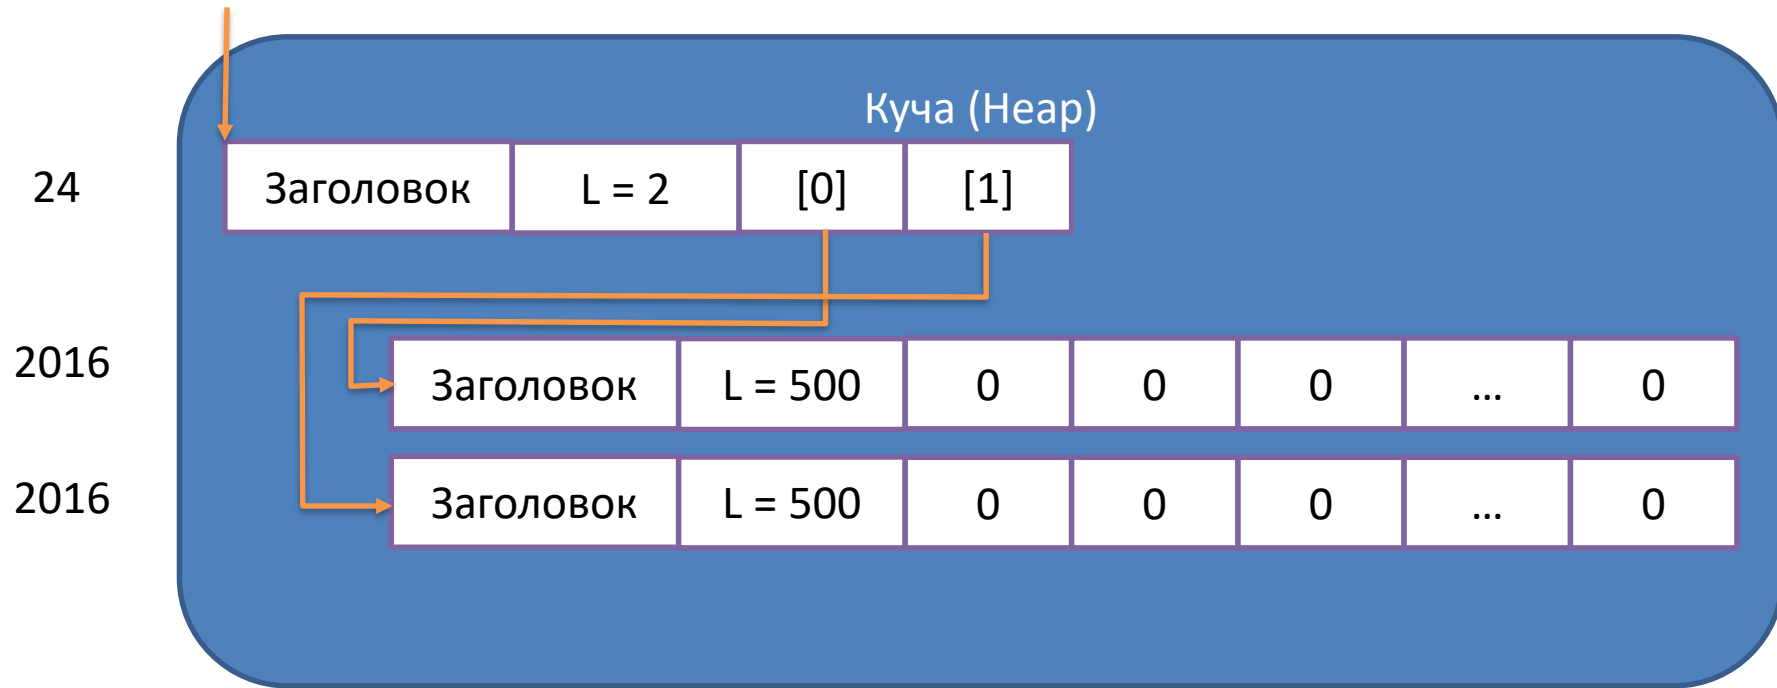 Куча (Heap)
24 Заголовок L = 2 [0] [1]
2016 Заголовок L = 500 0 0 0 ... 0
2016 Заголовок L = 500 0 0 0 ... 0